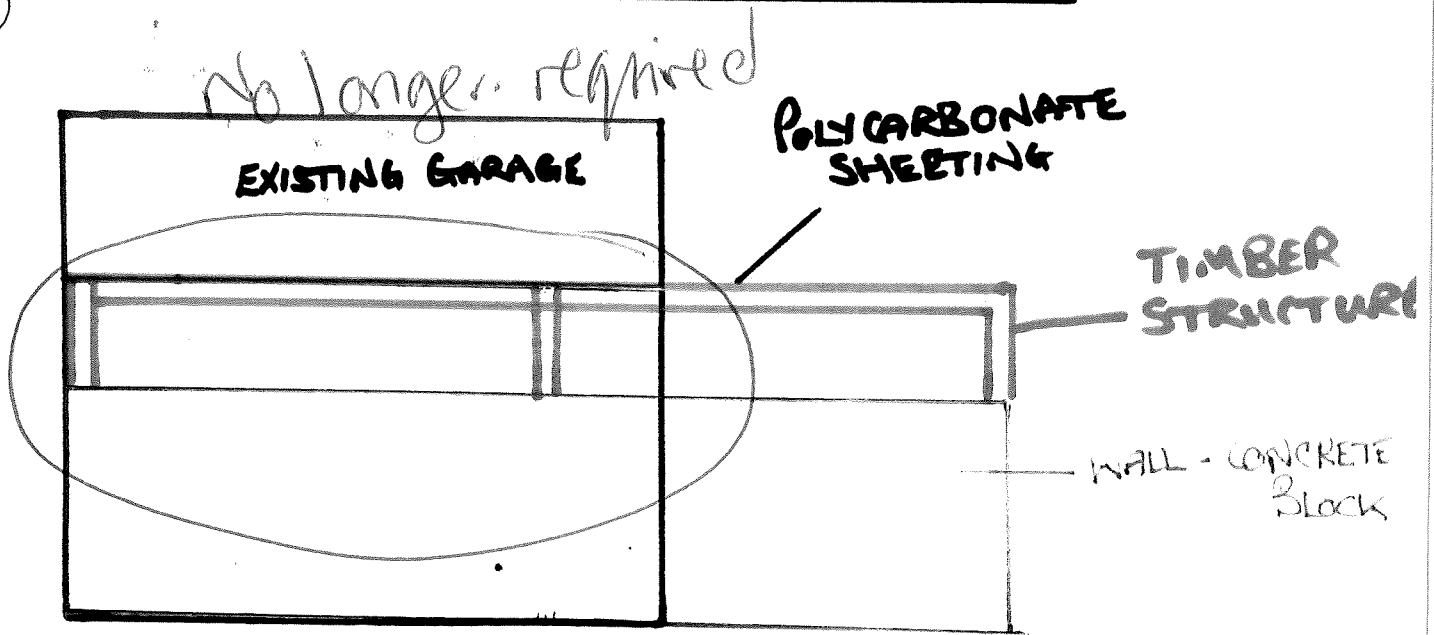 No longer required
EXISTING GARAGE
POLYCARBONATE
SHEETING
TIMBER
STRUCTURE
WALL - CONCRETE
BLOCK